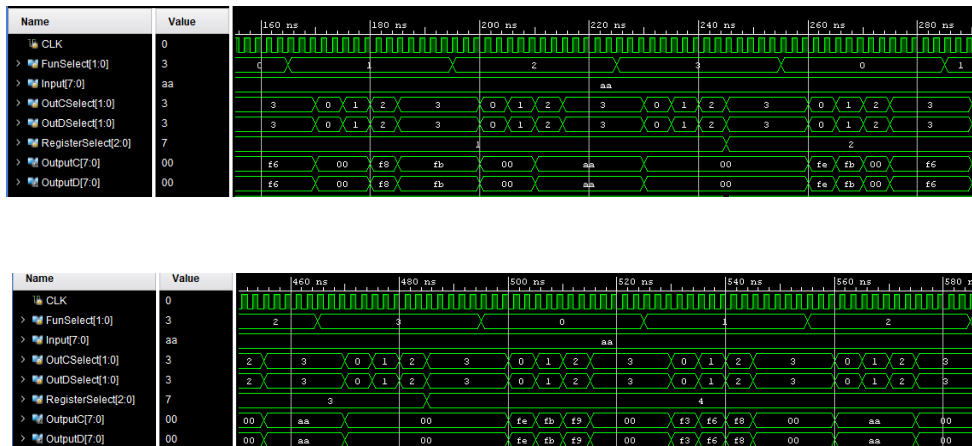 Name Value 160 ns 180 ns 200 ns 220 ns 240 ns 260 ns 280 ns
CLK 0
FunSelect[1:0] 3 0 1 2 3 0 1
Input[7:0] aa aa
OutCSelect[1:0] 3 3 0 1 2 3 0 1 2 3 0 1 2 3 0 1 2 3
OutDSelect[1:0] 3 3 0 1 2 3 0 1 2 3 0 1 2 3 0 1 2 3
RegisterSelect[2:0] 7 1 2
OutputC[7:0] 00 f6 00 f8 fb 00 aa 00 fe fb 00 f6
OutputD[7:0] 00 f6 00 f8 fb 00 aa 00 fe fb 00 f6
Name Value 460 ns 480 ns 500 ns 520 ns 540 ns 560 ns 580 n
CLK 0
FunSelect[1:0] 3 2 3 0 1 2
Input[7:0] aa aa
OutCSelect[1:0] 3 2 3 0 1 2 3 0 1 2 3 0 1 2 3 0 1 2 3
OutDSelect[1:0] 3 2 3 0 1 2 3 0 1 2 3 0 1 2 3 0 1 2 3
RegisterSelect[2:0] 7 3 4
OutputC[7:0] 00 00 aa 00 fe fb f9 00 f3 f6 f8 00 aa 00
OutputD[7:0] 00 00 aa 00 fe fb f9 00 f3 f6 f8 00 aa 00